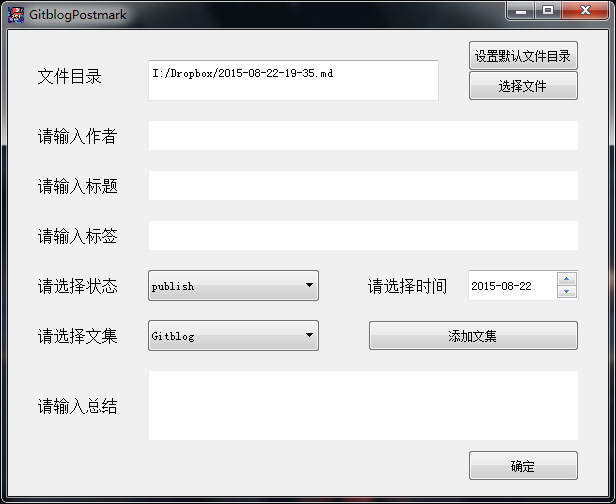 GitblogPostmark
设置默认文件目录
文件目录
I:/Dropbox/2015-08-22-19-35.md
选择文件
请输入作者
请输入标题
请输入标签
请选择状态
publish
请选择时间
2015-08-22
请选择文集
Gitblog
添加文集
请输入总结
确定